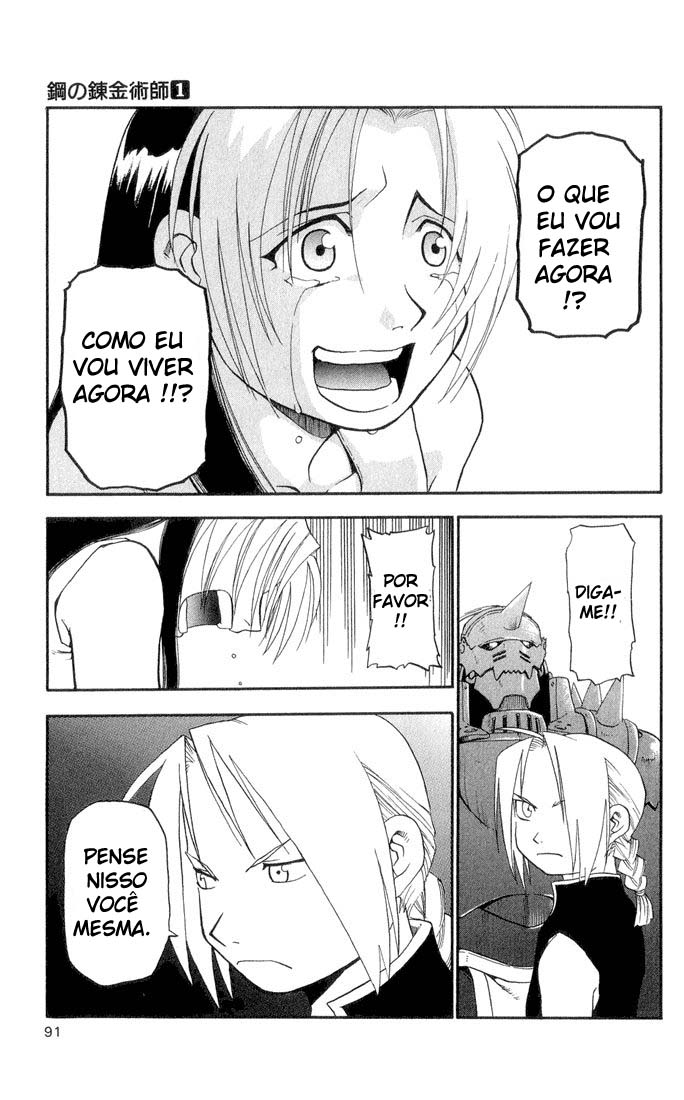 鋼の錬金術師1
O QUE
EU VOU
FAZER
AGORA
!?
COMO EU
VOU VIVER
AGORA !!?
DIGA-
ME!!
POR
FAVOR
!!
PENSE
NISSO
VOCÊ
MESMA.
91